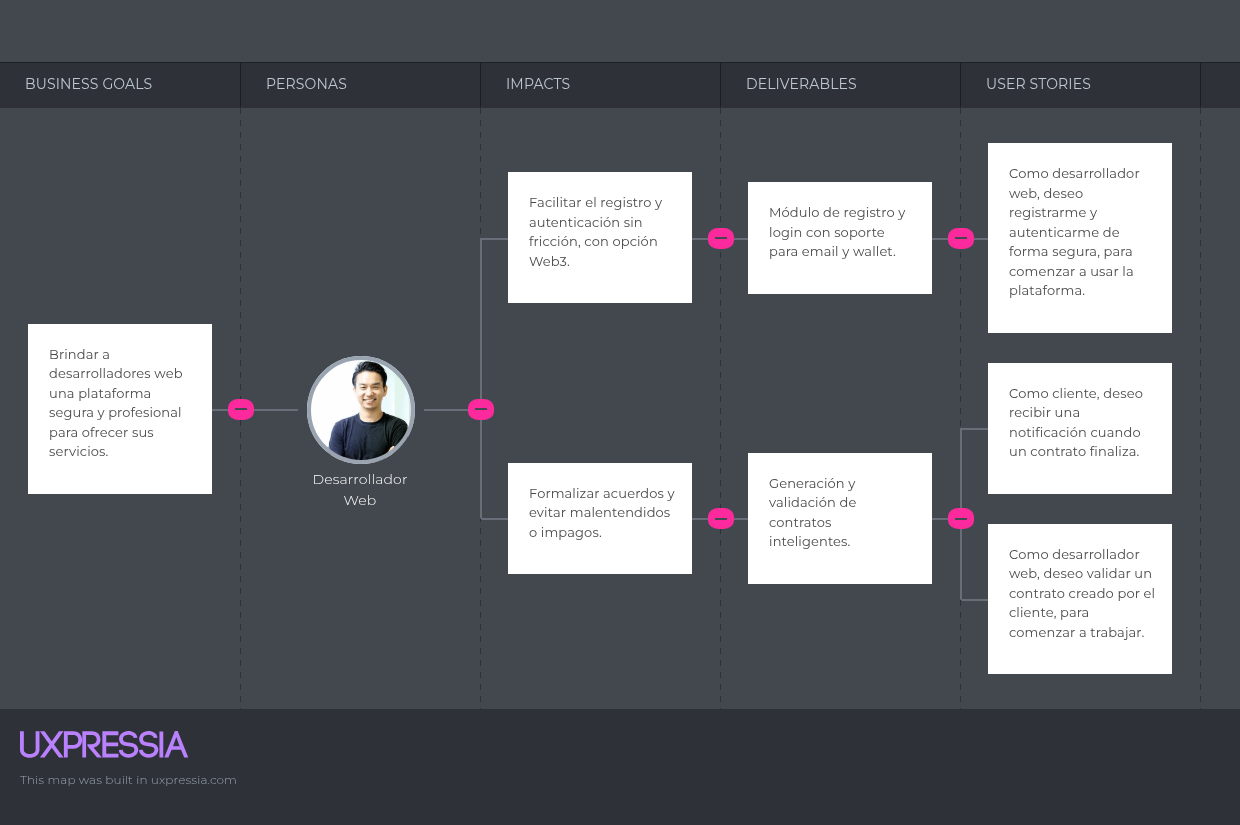 BUSINESS GOALS
PERSONAS
IMPACTS
DELIVERABLES
USER STORIES
Brindar a
desarrolladores web
una plataforma
segura y profesional
para ofrecer sus
servicios.
Desarrollador
Web
Facilitar el registro y
autenticación sin
fricción, con opción
Web3.
Módulo de registro y
login con soporte
para email y wallet.
Como desarrollador
web, deseo
registrarme y
autenticarme de
forma segura, para
comenzar a usar la
plataforma.
Formalizar acuerdos y
evitar malentendidos
o impagos.
Generación y
validación de
contratos
inteligentes.
Como cliente, deseo
recibir una
notificación cuando
un contrato finaliza.
Como desarrollador
web, deseo validar un
contrato creado por el
cliente, para
comenzar a trabajar.
UXPRESSIA
This map was built in uxpressia.com